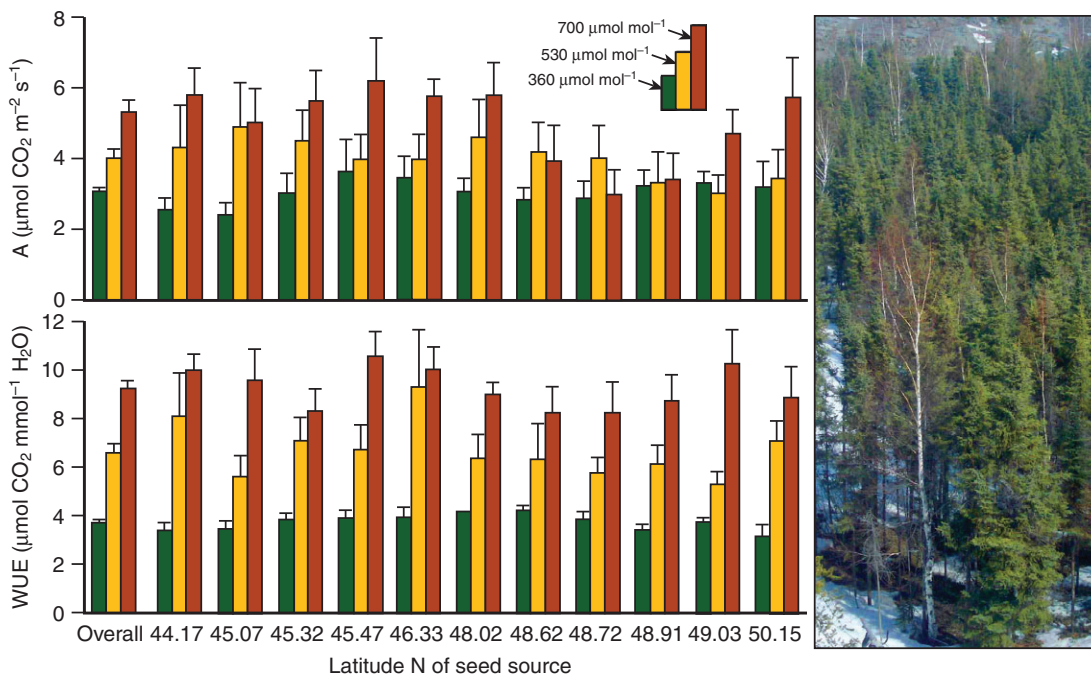 8
6
4
2
0
A (μmol CO₂ m⁻² s⁻¹)
700 μmol mol⁻¹
530 μmol mol⁻¹
360 μmol mol⁻¹
12
10
8
6
4
2
0
WUE (μmol CO₂ mmol⁻¹ H₂O)
Overall 44.17 45.07 45.32 45.47 46.33 48.02 48.62 48.72 48.91 49.03 50.15
Latitude N of seed source